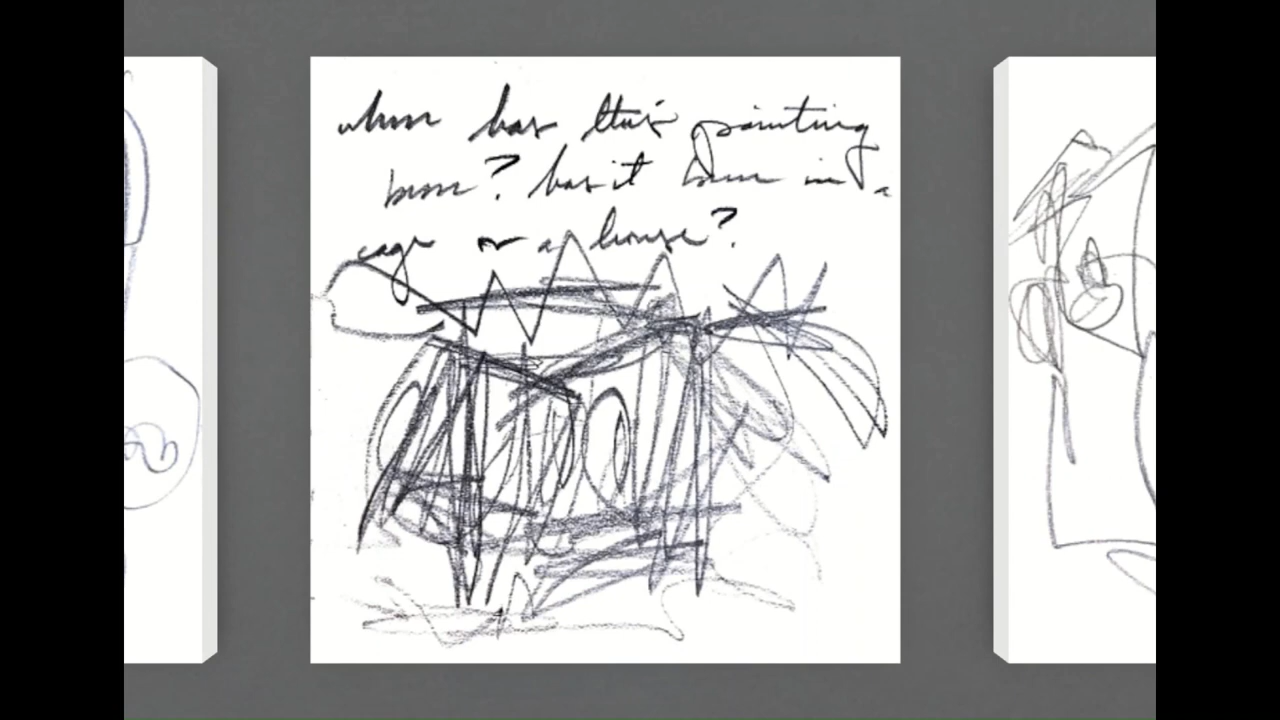 where has this painting
been? has it been in a
cage or a house?